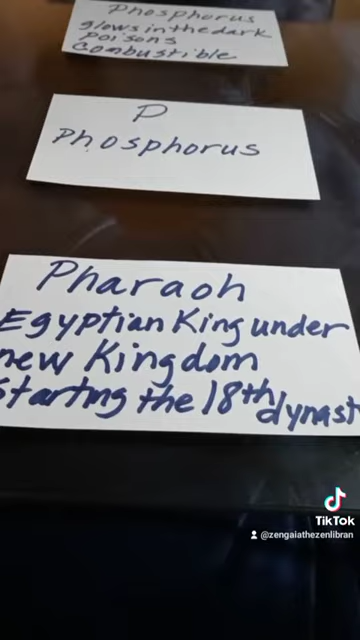 Phosphorus
glows in the dark
poisons
combustible
P
Phosphorus
Pharaoh
Egyptian King under
new Kingdom
starting the 18th dynast
TikTok
@zengaiathezenlibran